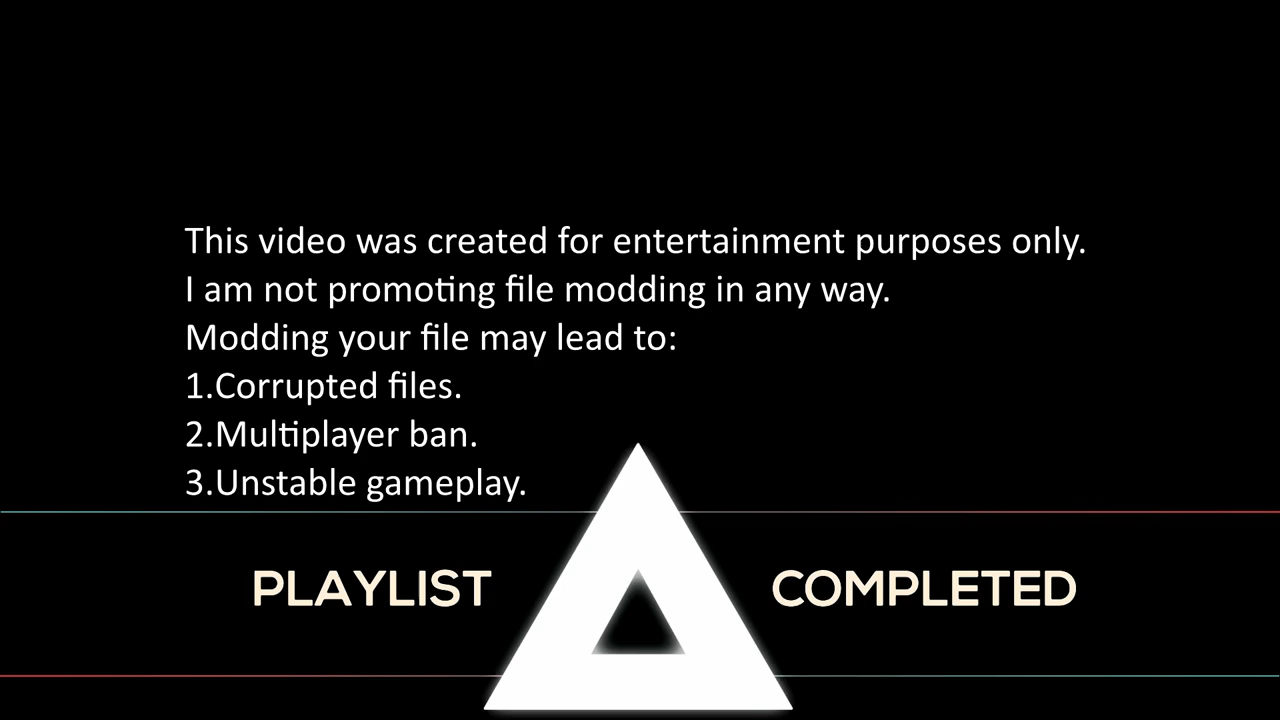 This video was created for entertainment purposes only.
I am not promoting file modding in any way.
Modding your file may lead to:
1.Corrupted files.
2.Multiplayer ban.
3.Unstable gameplay.
PLAYLIST COMPLETED